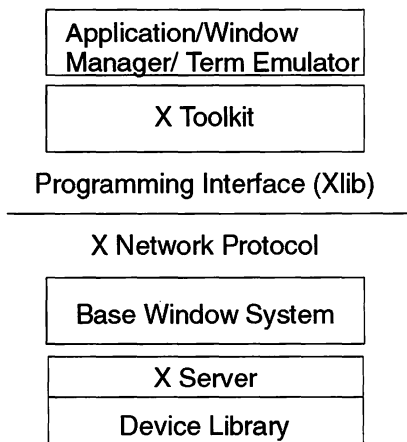 Application/Window
Manager/ Term Emulator
X Toolkit
Programming Interface (Xlib)
X Network Protocol
Base Window System
X Server
Device Library